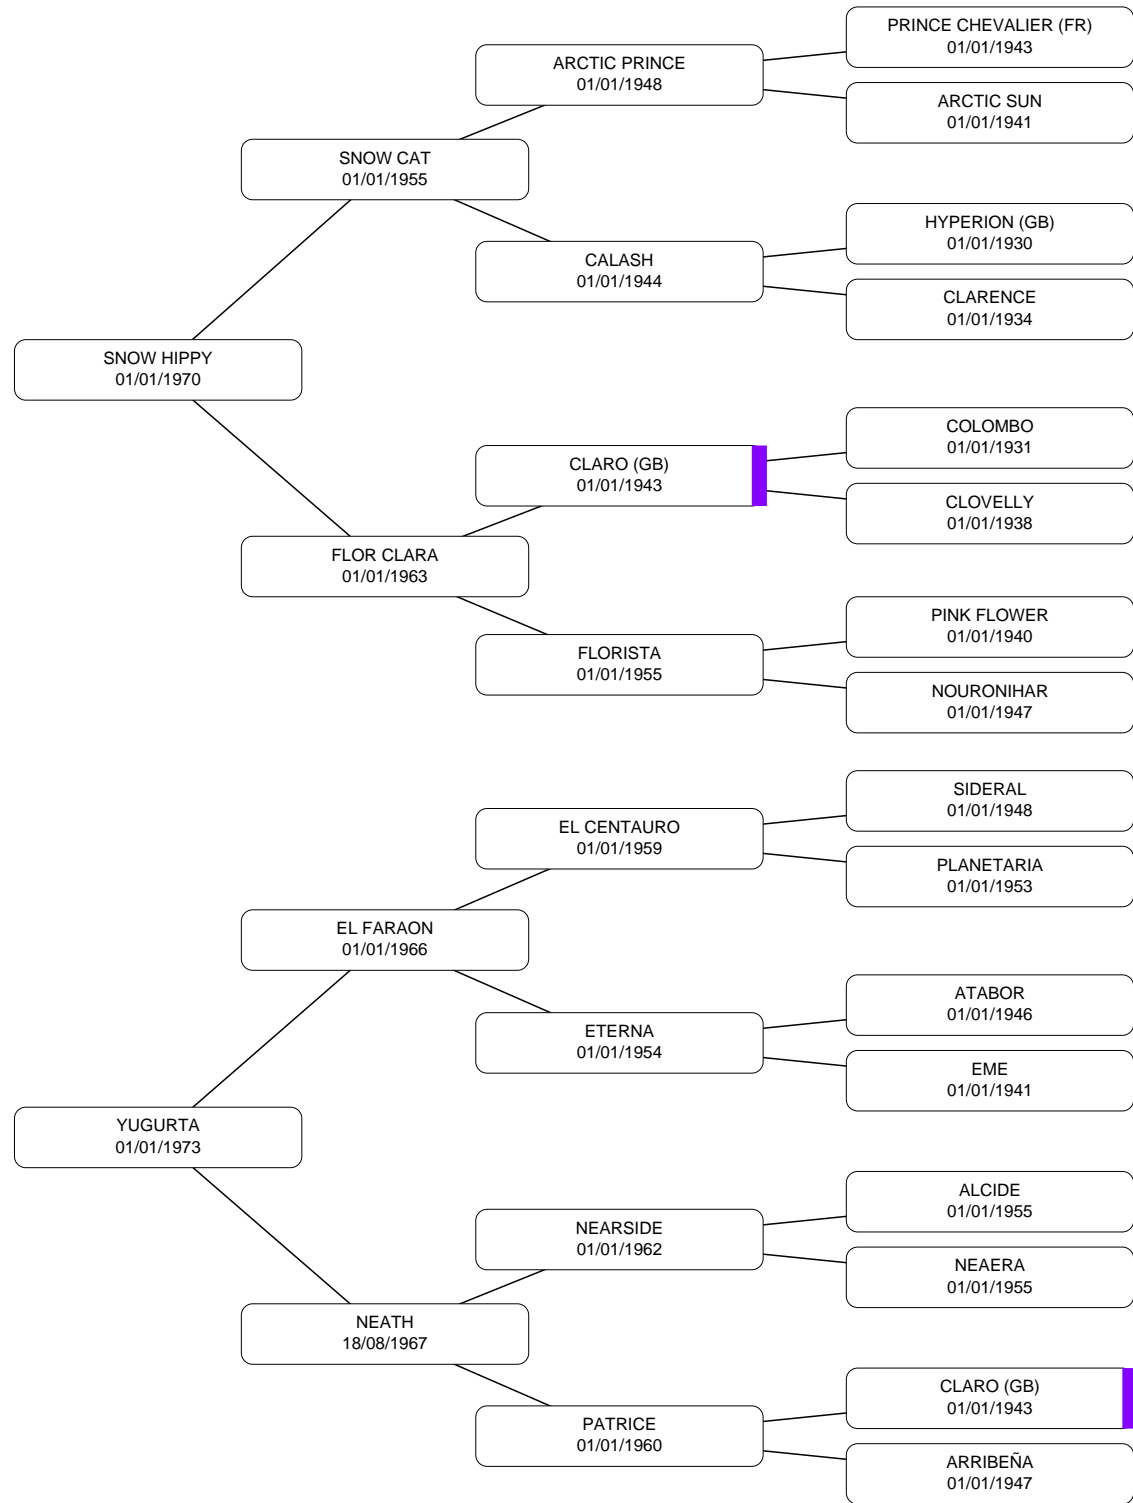 PRINCE CHEVALIER (FR)
01/01/1943
ARCTIC PRINCE
01/01/1948
ARCTIC SUN
01/01/1941
SNOW CAT
01/01/1955
HYPERION (GB)
01/01/1930
CALASH
01/01/1944
CLARENCE
01/01/1934
SNOW HIPPY
01/01/1970
COLOMBO
01/01/1931
CLARO (GB)
01/01/1943
CLOVELLY
01/01/1938
FLOR CLARA
01/01/1963
PINK FLOWER
01/01/1940
FLORISTA
01/01/1955
NOURONIHAR
01/01/1947
SIDERAL
01/01/1948
EL CENTAURO
01/01/1959
PLANETARIA
01/01/1953
EL FARAON
01/01/1966
ATABOR
01/01/1946
ETERNA
01/01/1954
EME
01/01/1941
YUGURTA
01/01/1973
ALCIDE
01/01/1955
NEARSIDE
01/01/1962
NEAERA
01/01/1955
NEATH
18/08/1967
CLARO (GB)
01/01/1943
PATRICE
01/01/1960
ARRIBEÑA
01/01/1947